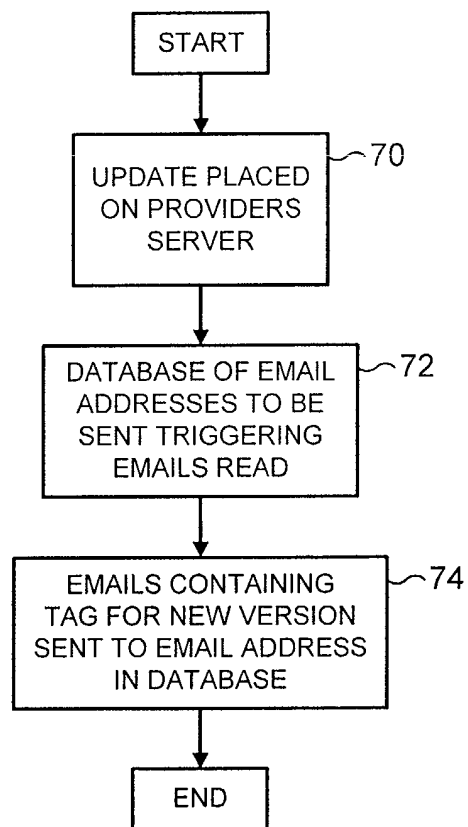 START
UPDATE PLACED
ON PROVIDERS
SERVER
70
DATABASE OF EMAIL
ADDRESSES TO BE
SENT TRIGGERING
EMAILS READ
72
EMAILS CONTAINING
TAG FOR NEW VERSION
SENT TO EMAIL ADDRESS
IN DATABASE
74
END